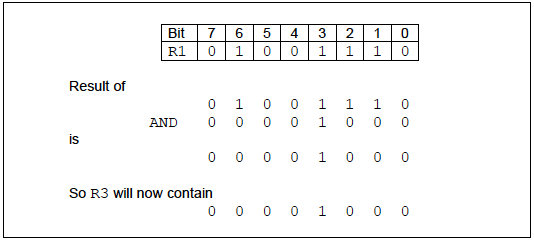 Bit 7 6 5 4 3 2 1 0
R1 0 1 0 0 1 1 1 0
Result of
0 1 0 0 1 1 1 0
AND 0 0 0 0 1 0 0 0
is
0 0 0 0 1 0 0 0
So R3 will now contain
0 0 0 0 1 0 0 0